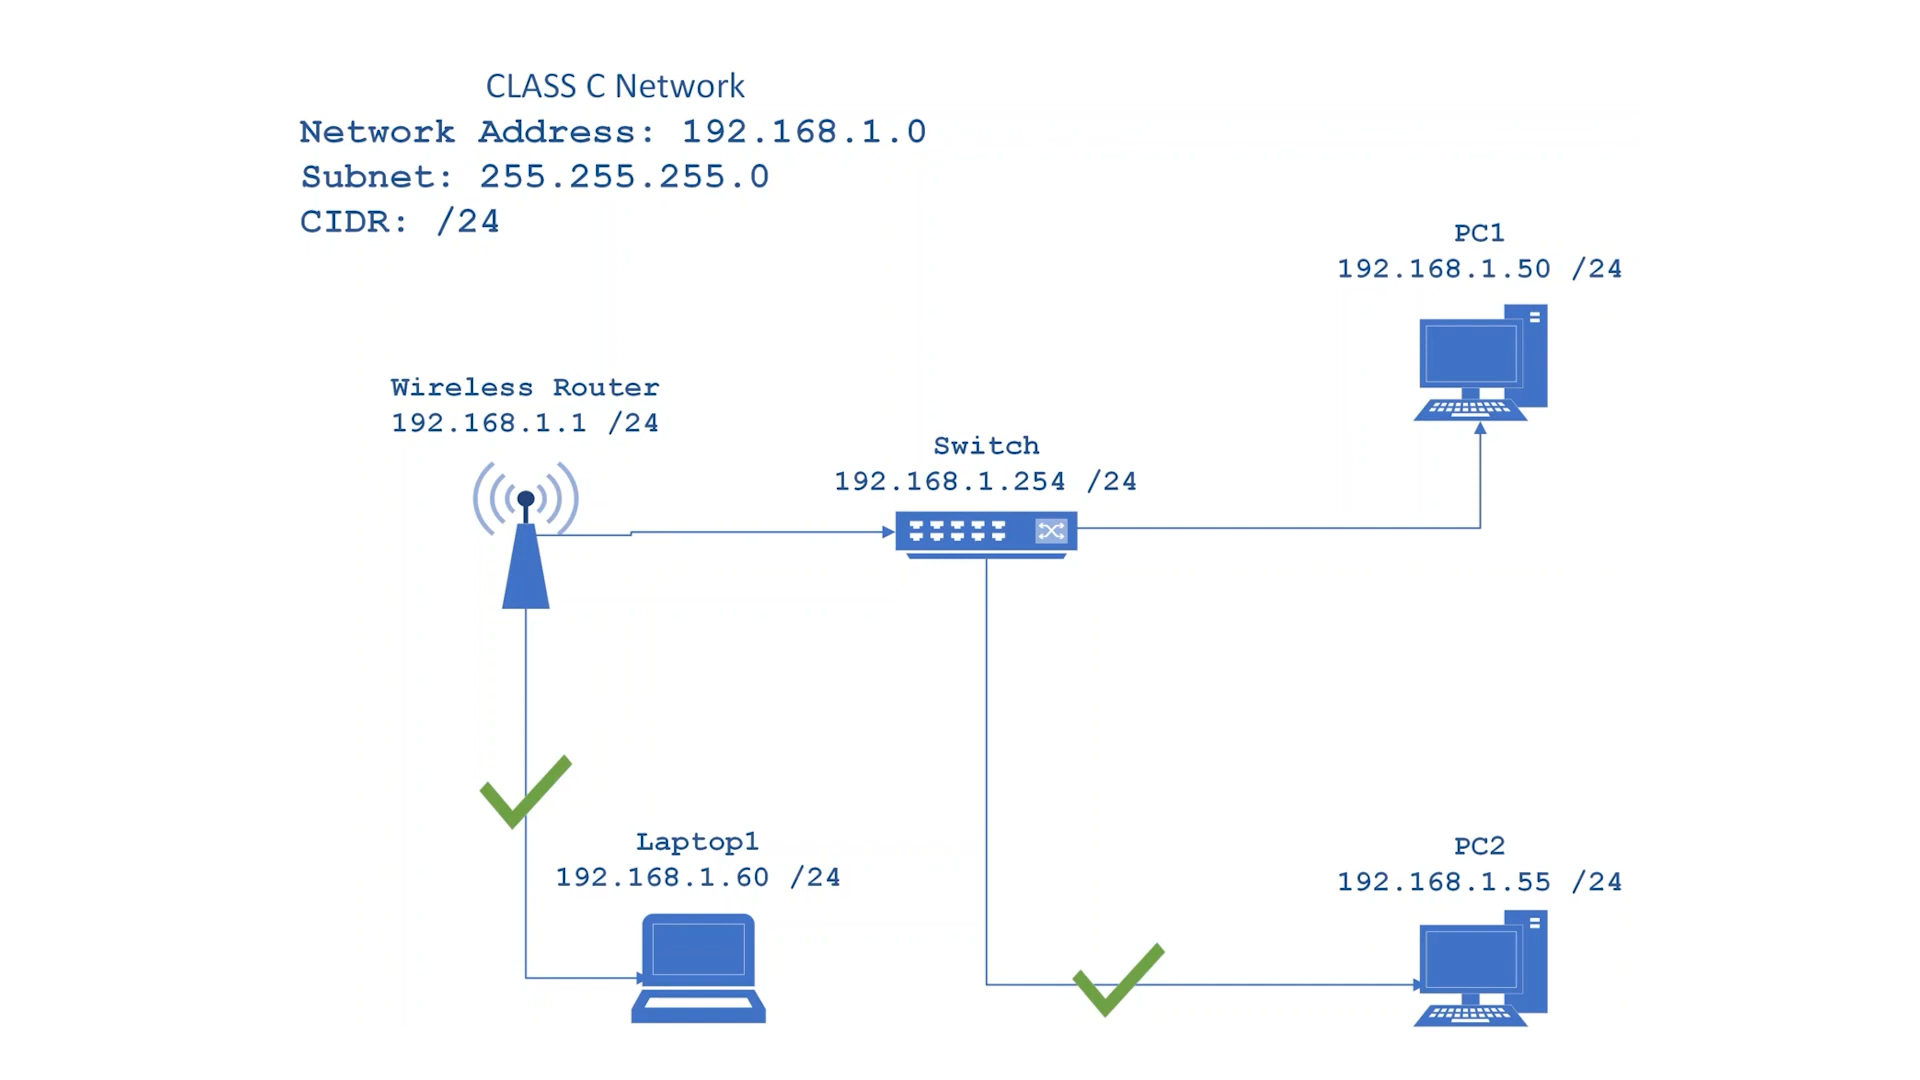 CLASS C Network
Network Address: 192.168.1.0
Subnet: 255.255.255.0
CIDR: /24
PC1
192.168.1.50 /24
Wireless Router
192.168.1.1 /24
Switch
192.168.1.254 /24
Laptop1
192.168.1.60 /24
PC2
192.168.1.55 /24